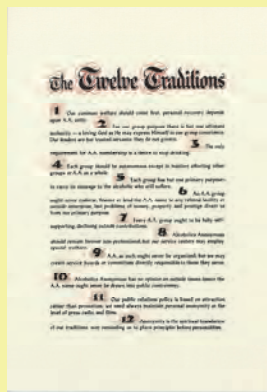 The Twelve Traditions
1 Our common welfare should come first; personal recovery depends
upon A.A. unity.
2 For our group purpose there is but one ultimate
authority — a loving God as He may express Himself in our group conscience.
Our leaders are but trusted servants; they do not govern.
3 The only
requirement for A.A. membership is a desire to stop drinking.
4 Each group should be autonomous except in matters affecting other
groups or A.A. as a whole.
5 Each group has but one primary purpose—
to carry its message to the alcoholic who still suffers.
6 An A.A. group
ought never endorse, finance or lend the A.A. name to any related facility or
outside enterprise, lest problems of money, property and prestige divert us
from our primary purpose.
7 Every A.A. group ought to be fully self-
supporting, declining outside contributions.
8 Alcoholics Anonymous
should remain forever non-professional, but our service centers may employ
special workers.
9 A.A., as such, ought never be organized; but we may
create service boards or committees directly responsible to those they serve.
10 Alcoholics Anonymous has no opinion on outside issues; hence the
A.A. name ought never be drawn into public controversy.
11 Our public relations policy is based on attraction
rather than promotion; we need always maintain personal anonymity at the
level of press, radio and films.
12 Anonymity is the spiritual foundation
of our traditions, ever reminding us to place principles before personalities.